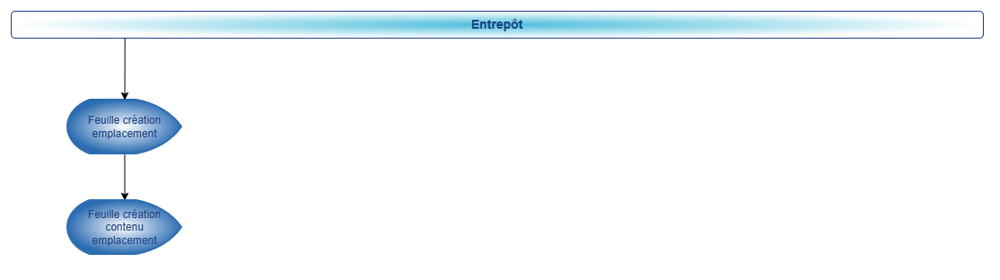 Entrepôt
Feuille création
emplacement
Feuille création
contenu
emplacement